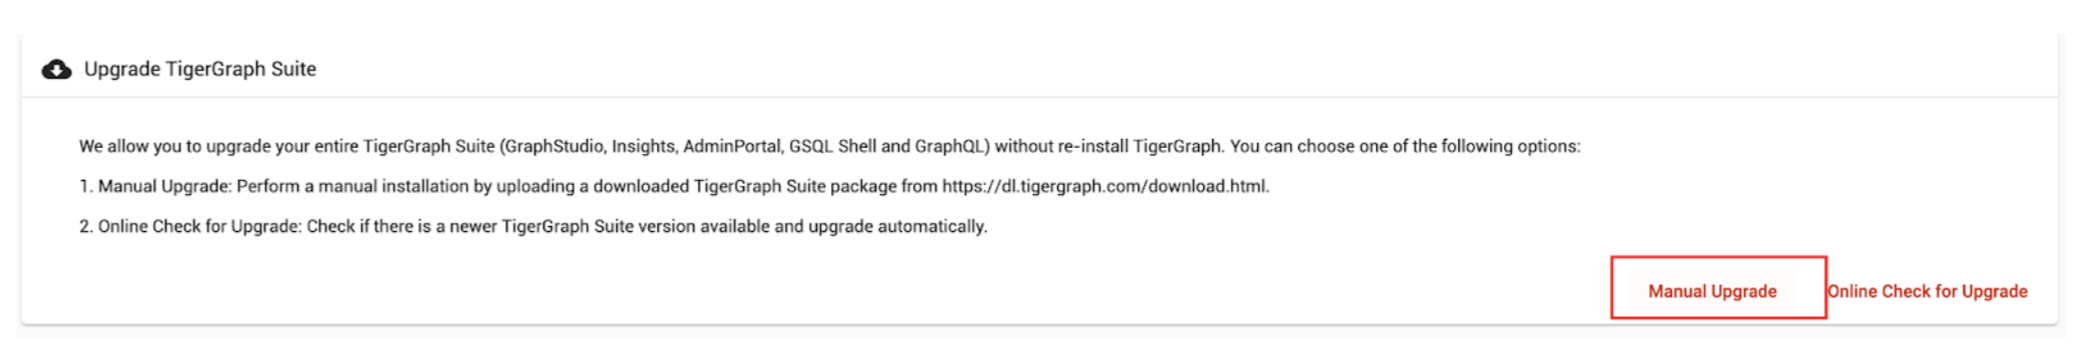 Upgrade TigerGraph Suite
We allow you to upgrade your entire TigerGraph Suite (GraphStudio, Insights, AdminPortal, GSQL Shell and GraphQL) without re-install TigerGraph. You can choose one of the following options:
1. Manual Upgrade: Perform a manual installation by uploading a downloaded TigerGraph Suite package from https://dl.tigergraph.com/download.html.
2. Online Check for Upgrade: Check if there is a newer TigerGraph Suite version available and upgrade automatically.
Manual Upgrade Online Check for Upgrade